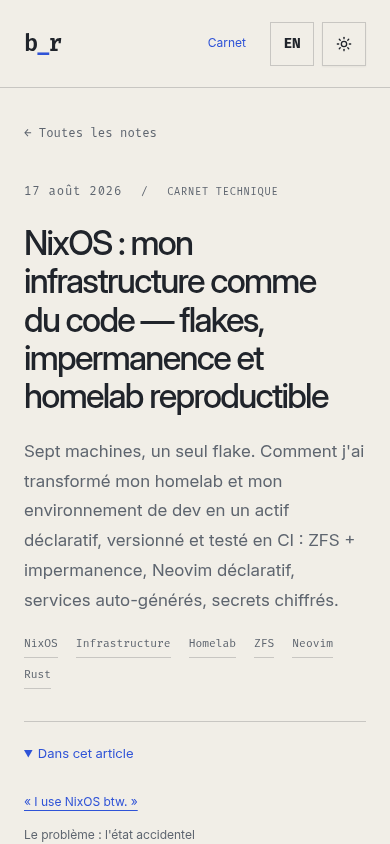 b_r
Carnet
EN
← Toutes les notes
17 août 2026 / CARNET TECHNIQUE
NixOS : mon
infrastructure comme
du code — flakes,
impermanence et
homelab reproductible
Sept machines, un seul flake. Comment j'ai
transformé mon homelab et mon
environnement de dev en un actif
déclaratif, versionné et testé en CI : ZFS +
impermanence, Neovim déclaratif,
services auto-générés, secrets chiffrés.
NixOS Infrastructure Homelab ZFS Neovim
Rust
▼ Dans cet article
« I use NixOS btw. »
Le problème : l'état accidentel